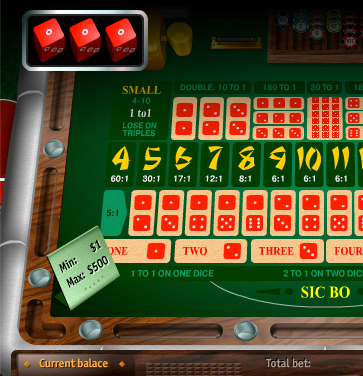 SMALL
4-10
1 to1
LOSE ON
TRIPLES
DOUBLE. 10 TO 1
180 TO 1
30 TO 1
18
4 5 6 7 8 9 10 11
60:1 30:1 17:1 12:1 8:1 6:1 6:1 6:1
5:1
ONE TWO THREE FOUR
1 TO 1 ON ONE DICE
2 TO 1 ON TWO DIC
SIC BO
Min: $1
Max: $500
Current balace
Total bet: